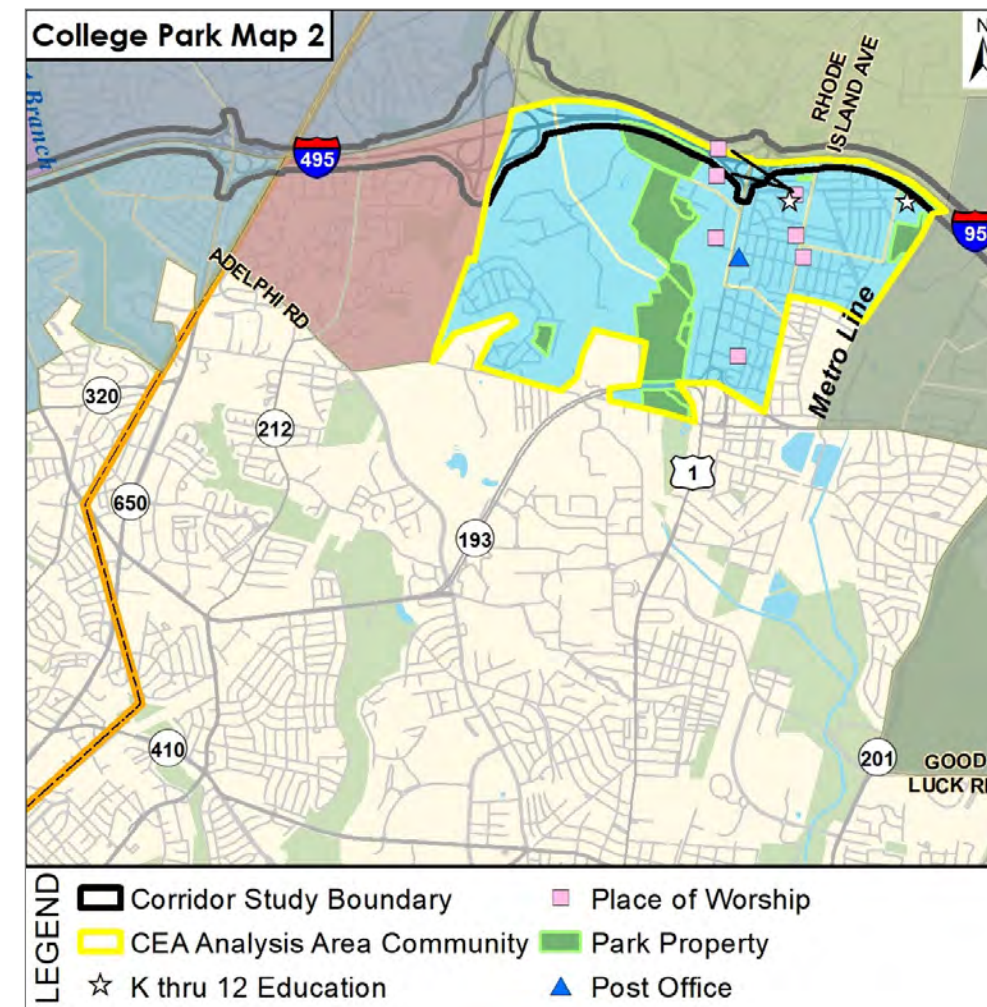 College Park Map 2
N
Branch
RHODE
ISLAND AVE
495
95
ADELPHI RD
Metro Line
320
212
650
1
193
410
201
GOOD
LUCK R
LEGEND
Corridor Study Boundary
Place of Worship
CEA Analysis Area Community
Park Property
K thru 12 Education
Post Office